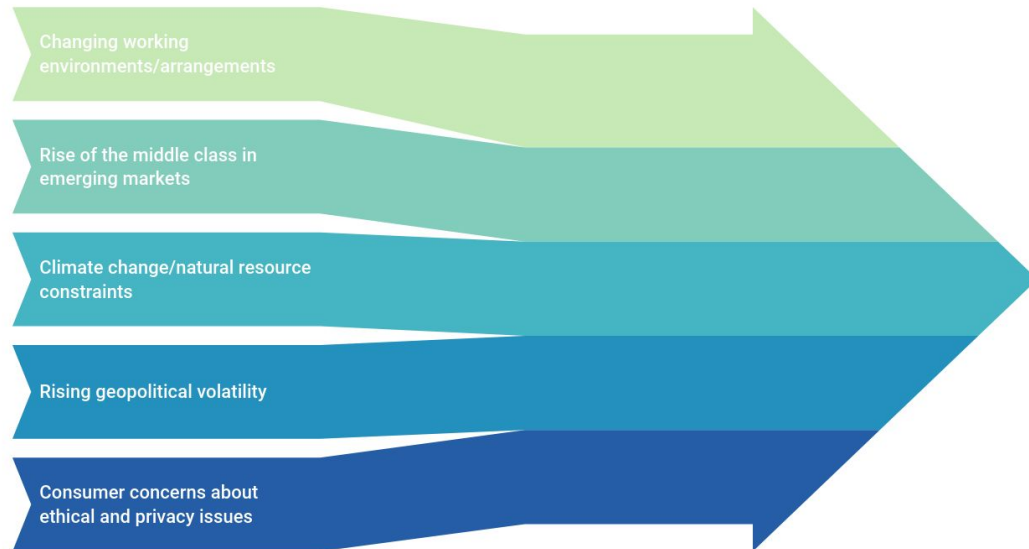 Changing working
environments/arrangements
Rise of the middle class in
emerging markets
Climate change/natural resource
constraints
Rising geopolitical volatility
Consumer concerns about
ethical and privacy issues